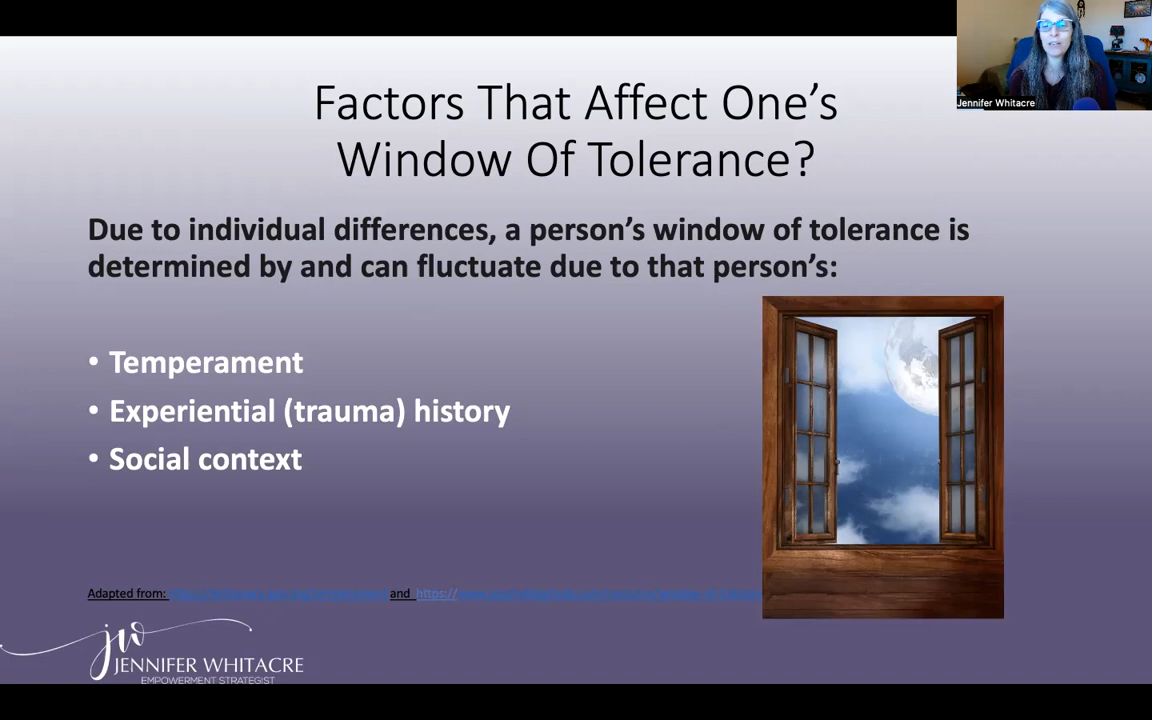 Factors That Affect One's
Window Of Tolerance?
Jennifer Whitacre
Due to individual differences, a person's window of tolerance is
determined by and can fluctuate due to that person's:
• Temperament
• Experiential (trauma) history
• Social context
Adapted from: and https://
jw
JENNIFER WHITACRE
EMPOWERMENT STRATEGIST